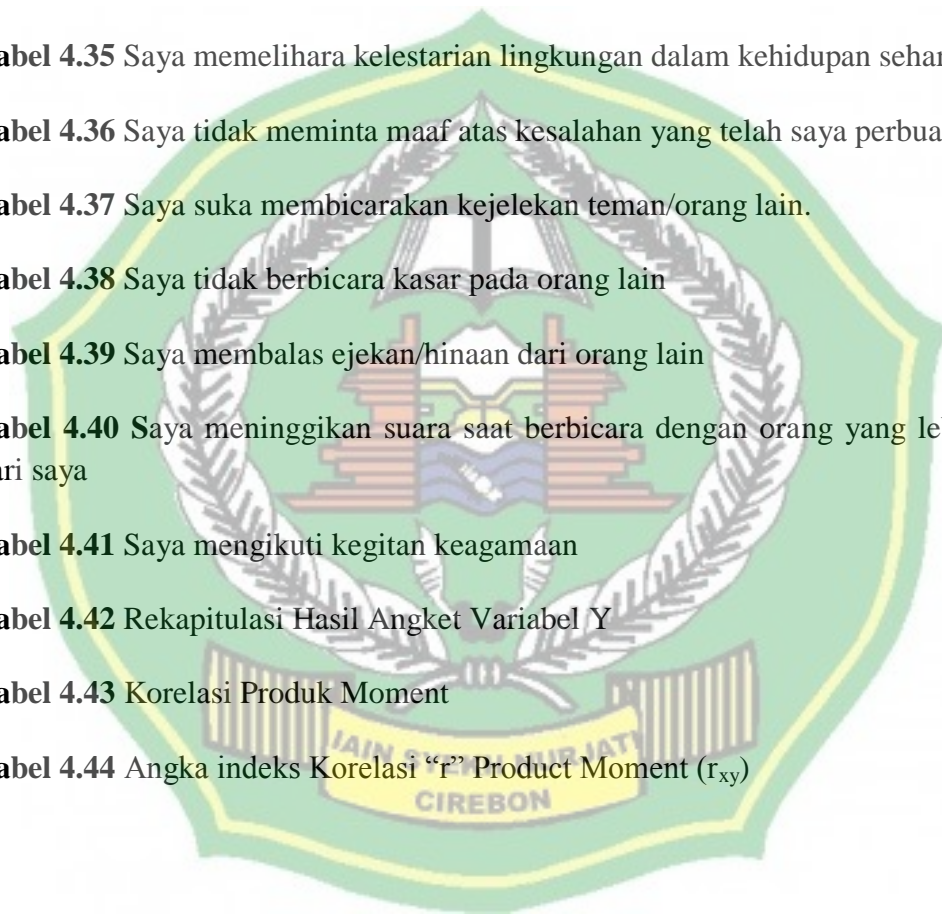 abel 4.35 Saya memelihara kelestarian lingkungan dalam kehidupan sehar
abel 4.36 Saya tidak meminta maaf atas kesalahan yang telah saya perbua
abel 4.37 Saya suka membicarakan kejelekan teman/orang lain.
abel 4.38 Saya tidak berbicara kasar pada orang lain
abel 4.39 Saya membalas ejekan/hinaan dari orang lain
abel 4.40 Saya meninggikan suara saat berbicara dengan orang yang le
ari saya
abel 4.41 Saya mengikuti kegitan keagamaan
abel 4.42 Rekapitulasi Hasil Angket Variabel Y
abel 4.43 Korelasi Produk Moment
IAIN SYEKH NUR JATI
abel 4.44 Angka indeks Korelasi “r” Product Moment (rxy)
CIREBON